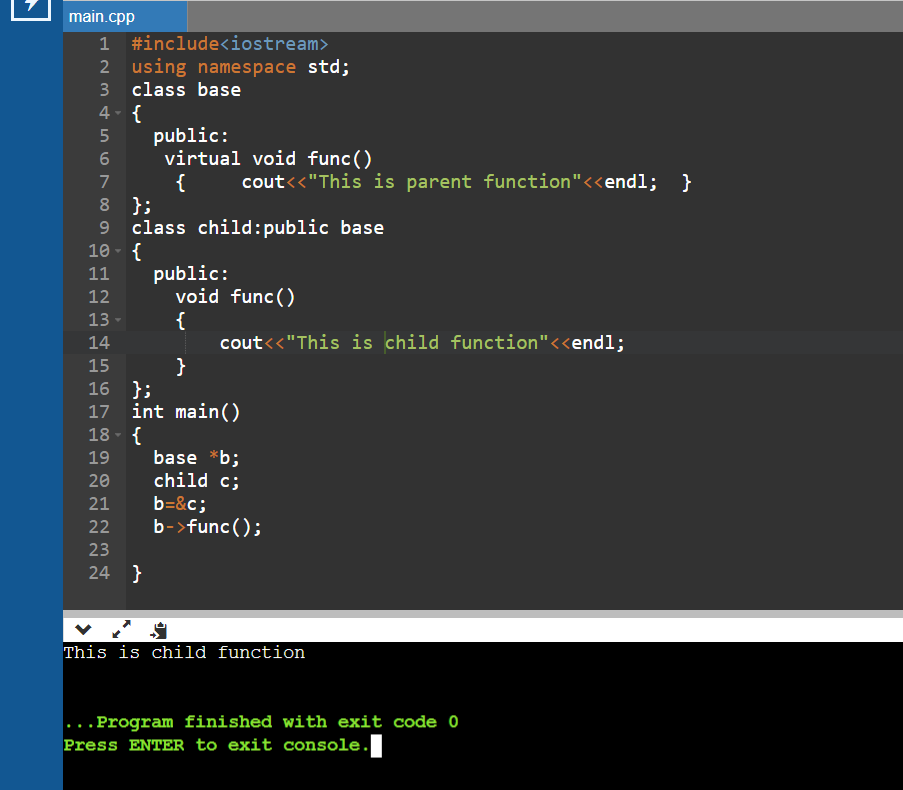 main.cpp
1 #include<iostream>
2 using namespace std;
3 class base
4 {
5   public:
6    virtual void func()
7     {     cout<<"This is parent function"<<endl;  }
8 };
9 class child:public base
10 {
11   public:
12     void func()
13     {
14         cout<<"This is child function"<<endl;
15     }
16 };
17 int main()
18 {
19   base *b;
20   child c;
21   b=&c;
22   b->func();
23
24 }
This is child function
...Program finished with exit code 0
Press ENTER to exit console.